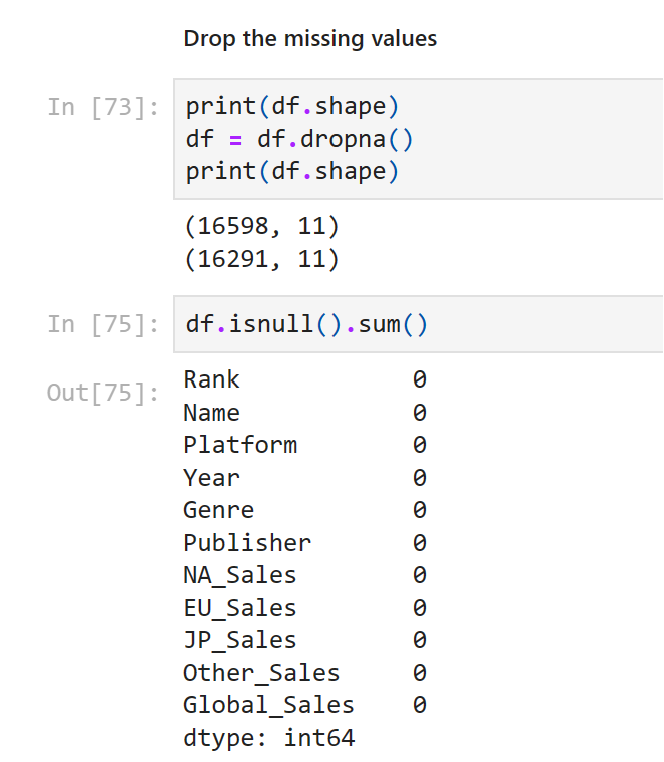 Drop the missing values
In [73]:
print(df.shape)
df = df.dropna()
print(df.shape)
(16598, 11)
(16291, 11)
In [75]:
df.isnull().sum()
Out[75]:
Rank 0
Name 0
Platform 0
Year 0
Genre 0
Publisher 0
NA_Sales 0
EU_Sales 0
JP_Sales 0
Other_Sales 0
Global_Sales 0
dtype: int64